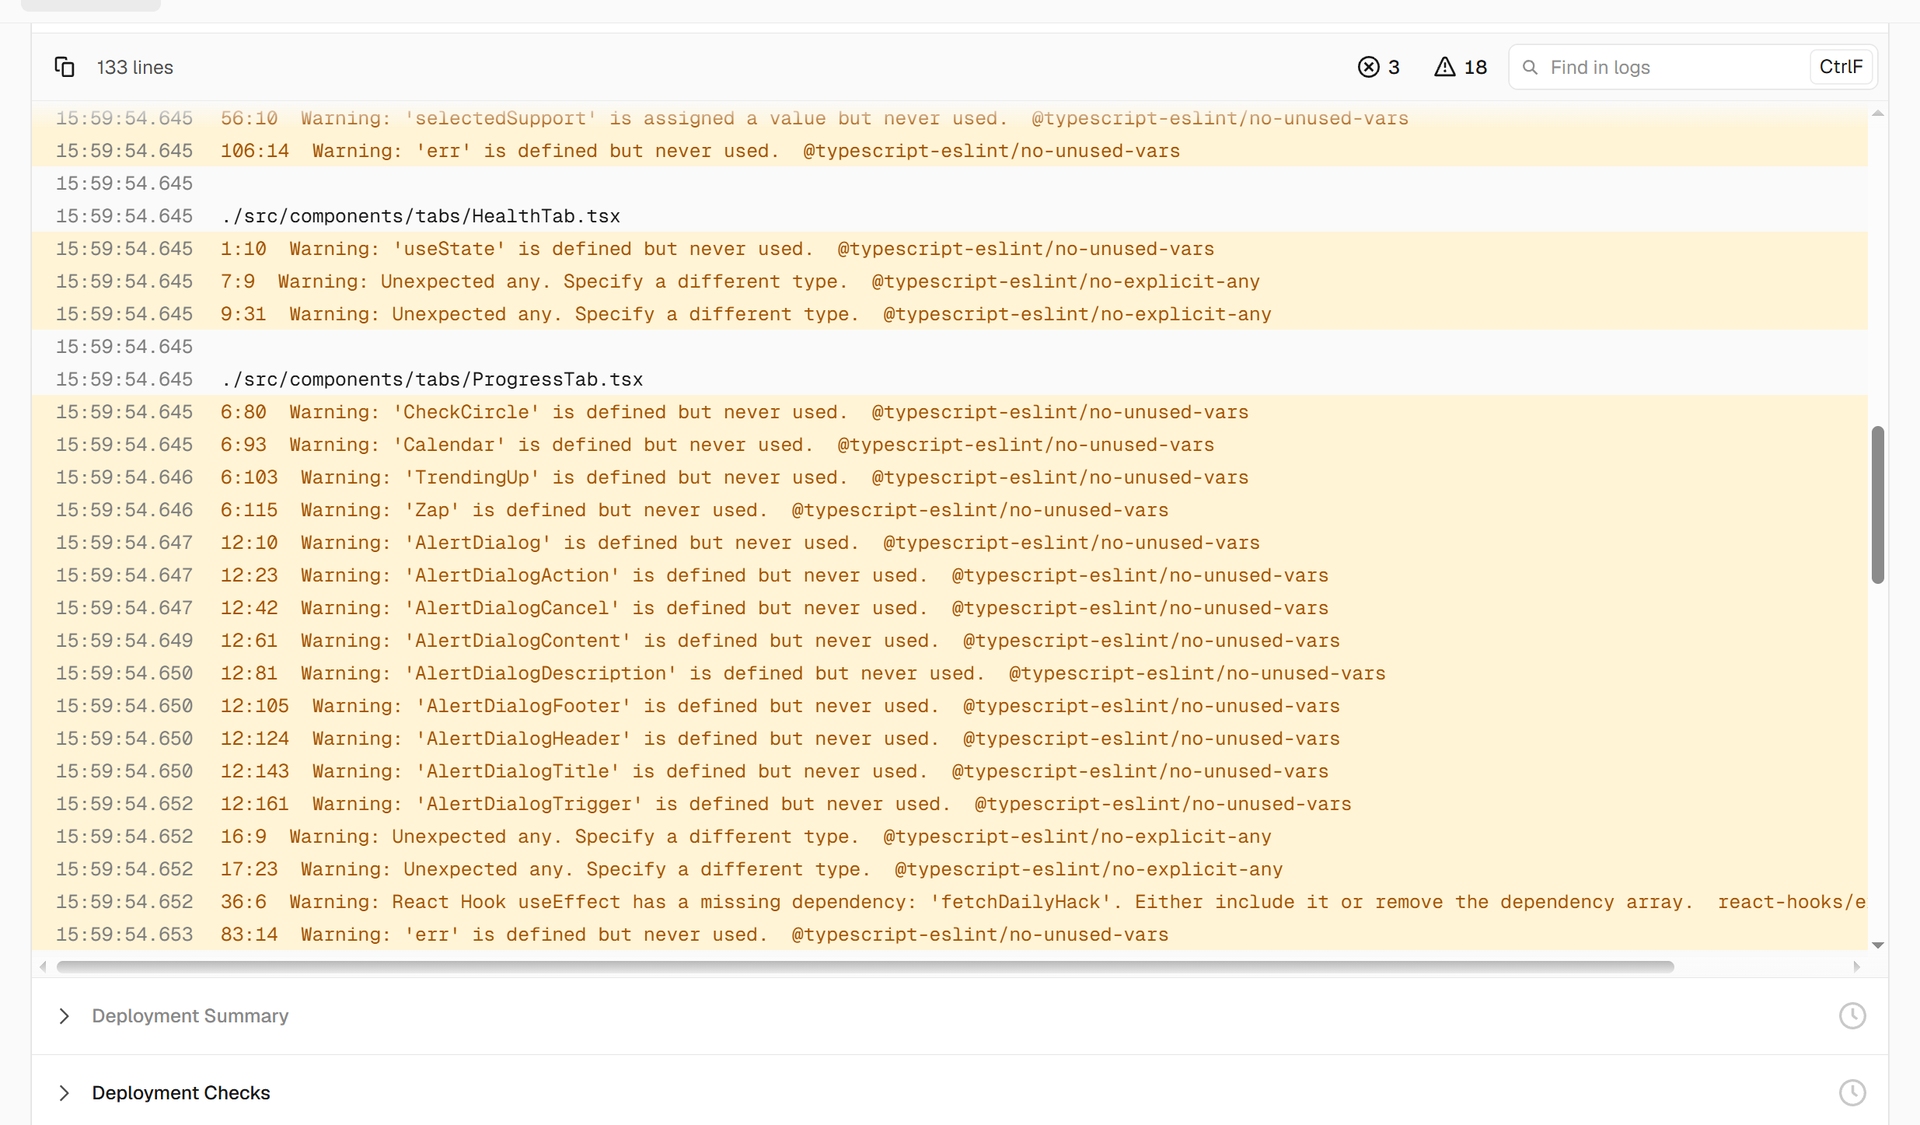 133 lines
3
18
Find in logs
CtrlF
15:59:54.645 56:10 Warning: 'selectedSupport' is assigned a value but never used. @typescript-eslint/no-unused-vars
15:59:54.645 106:14 Warning: 'err' is defined but never used. @typescript-eslint/no-unused-vars
15:59:54.645
15:59:54.645 ./src/components/tabs/HealthTab.tsx
15:59:54.645 1:10 Warning: 'useState' is defined but never used. @typescript-eslint/no-unused-vars
15:59:54.645 7:9 Warning: Unexpected any. Specify a different type. @typescript-eslint/no-explicit-any
15:59:54.645 9:31 Warning: Unexpected any. Specify a different type. @typescript-eslint/no-explicit-any
15:59:54.645
15:59:54.645 ./src/components/tabs/ProgressTab.tsx
15:59:54.645 6:80 Warning: 'CheckCircle' is defined but never used. @typescript-eslint/no-unused-vars
15:59:54.645 6:93 Warning: 'Calendar' is defined but never used. @typescript-eslint/no-unused-vars
15:59:54.646 6:103 Warning: 'TrendingUp' is defined but never used. @typescript-eslint/no-unused-vars
15:59:54.646 6:115 Warning: 'Zap' is defined but never used. @typescript-eslint/no-unused-vars
15:59:54.647 12:10 Warning: 'AlertDialog' is defined but never used. @typescript-eslint/no-unused-vars
15:59:54.647 12:23 Warning: 'AlertDialogAction' is defined but never used. @typescript-eslint/no-unused-vars
15:59:54.647 12:42 Warning: 'AlertDialogCancel' is defined but never used. @typescript-eslint/no-unused-vars
15:59:54.649 12:61 Warning: 'AlertDialogContent' is defined but never used. @typescript-eslint/no-unused-vars
15:59:54.650 12:81 Warning: 'AlertDialogDescription' is defined but never used. @typescript-eslint/no-unused-vars
15:59:54.650 12:105 Warning: 'AlertDialogFooter' is defined but never used. @typescript-eslint/no-unused-vars
15:59:54.650 12:124 Warning: 'AlertDialogHeader' is defined but never used. @typescript-eslint/no-unused-vars
15:59:54.650 12:143 Warning: 'AlertDialogTitle' is defined but never used. @typescript-eslint/no-unused-vars
15:59:54.652 12:161 Warning: 'AlertDialogTrigger' is defined but never used. @typescript-eslint/no-unused-vars
15:59:54.652 16:9 Warning: Unexpected any. Specify a different type. @typescript-eslint/no-explicit-any
15:59:54.652 17:23 Warning: Unexpected any. Specify a different type. @typescript-eslint/no-explicit-any
15:59:54.652 36:6 Warning: React Hook useEffect has a missing dependency: 'fetchDailyHack'. Either include it or remove the dependency array. react-hooks/e
15:59:54.653 83:14 Warning: 'err' is defined but never used. @typescript-eslint/no-unused-vars
Deployment Summary
Deployment Checks